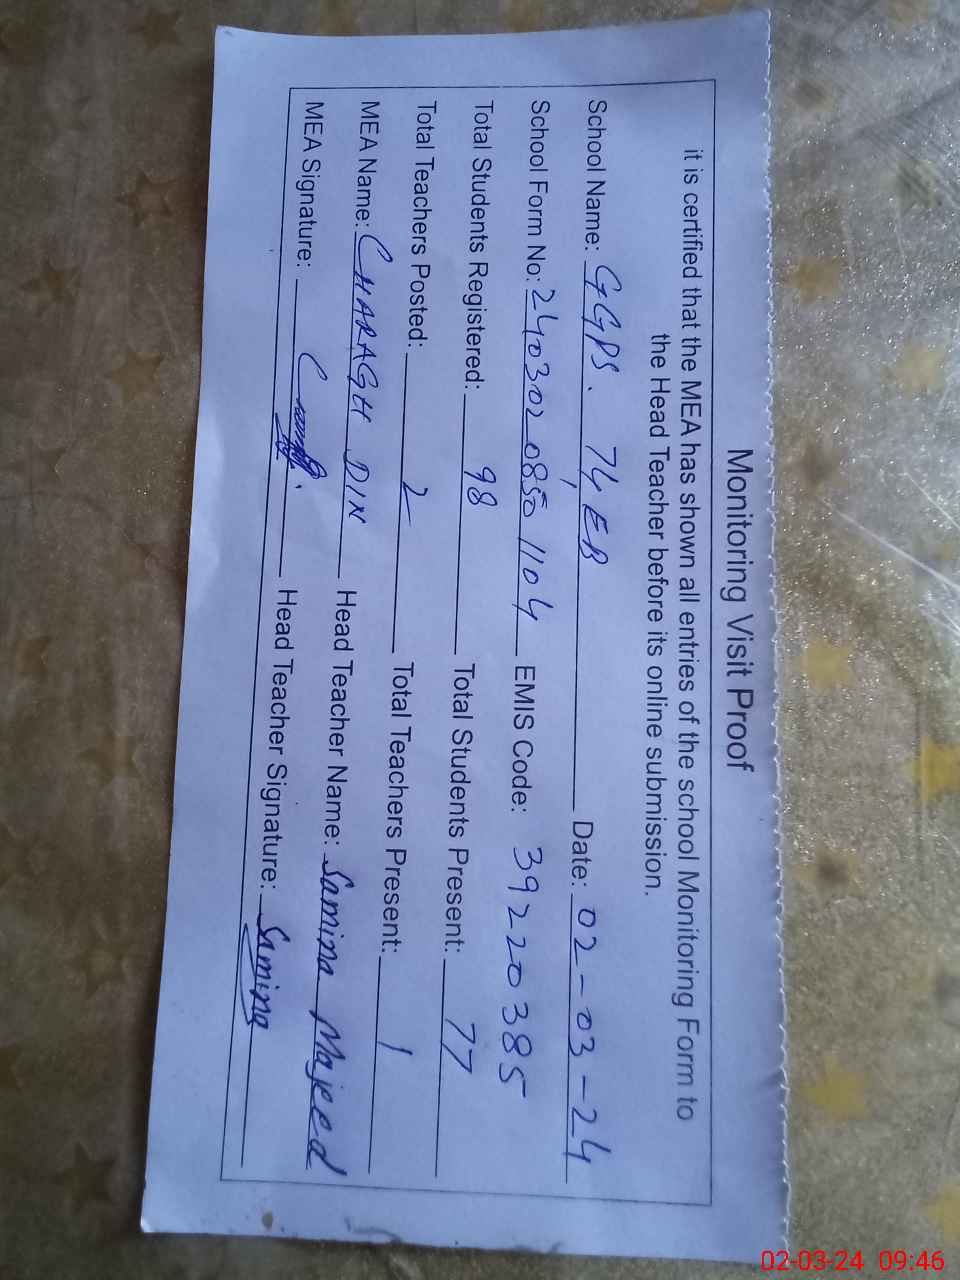 Monitoring Visit Proof
it is certified that the MEA has shown all entries of the school Monitoring Form to
the Head Teacher before its online submission.
School Name: GGPS. 74 EB Date: 02-03-24
School Form No: 240302 0850 1104 EMIS Code: 39220385
Total Students Registered: 98 Total Students Present: 77
Total Teachers Posted: 2 Total Teachers Present: 1
MEA Name: CHARAGH DIN Head Teacher Name: Samina Majeed
MEA Signature: Head Teacher Signature: Samina
02-03-24 09:46